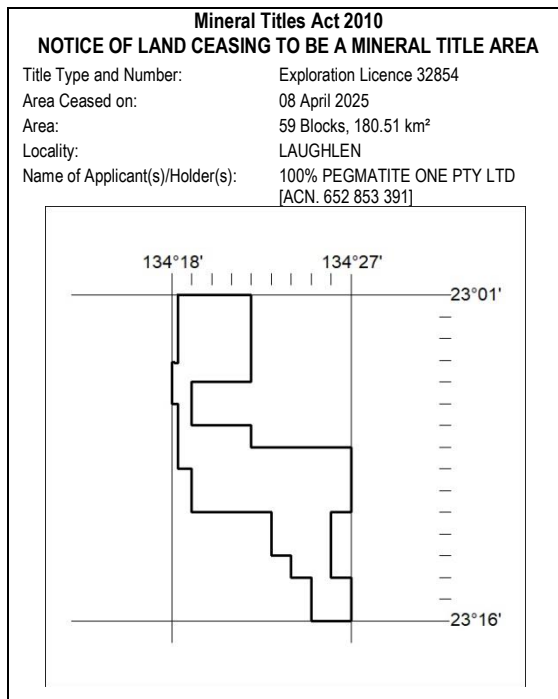 Mineral Titles Act 2010
NOTICE OF LAND CEASING TO BE A MINERAL TITLE AREA
Title Type and Number: Exploration Licence 32854
Area Ceased on: 08 April 2025
Area: 59 Blocks, 180.51 km²
Locality: LAUGHLEN
Name of Applicant(s)/Holder(s): 100% PEGMATITE ONE PTY LTD
[ACN. 652 853 391]
134°18' 134°27'
23°01'
23°16'